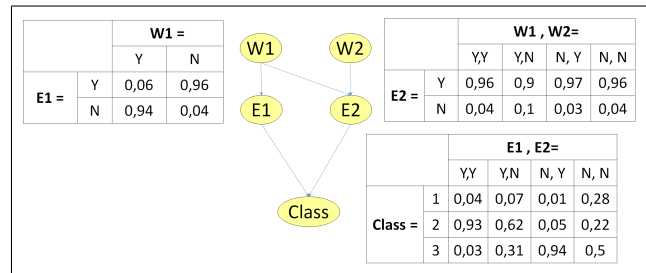 W1 =
Y N
E1 = Y 0,06 0,96
N 0,94 0,04
W1 W2
E1 E2
Class
W1 , W2=
Y,Y Y,N N, Y N, N
E2 = Y 0,96 0,9 0,97 0,96
N 0,04 0,1 0,03 0,04
E1 , E2=
Y,Y Y,N N, Y N, N
Class = 1 0,04 0,07 0,01 0,28
2 0,93 0,62 0,05 0,22
3 0,03 0,31 0,94 0,5